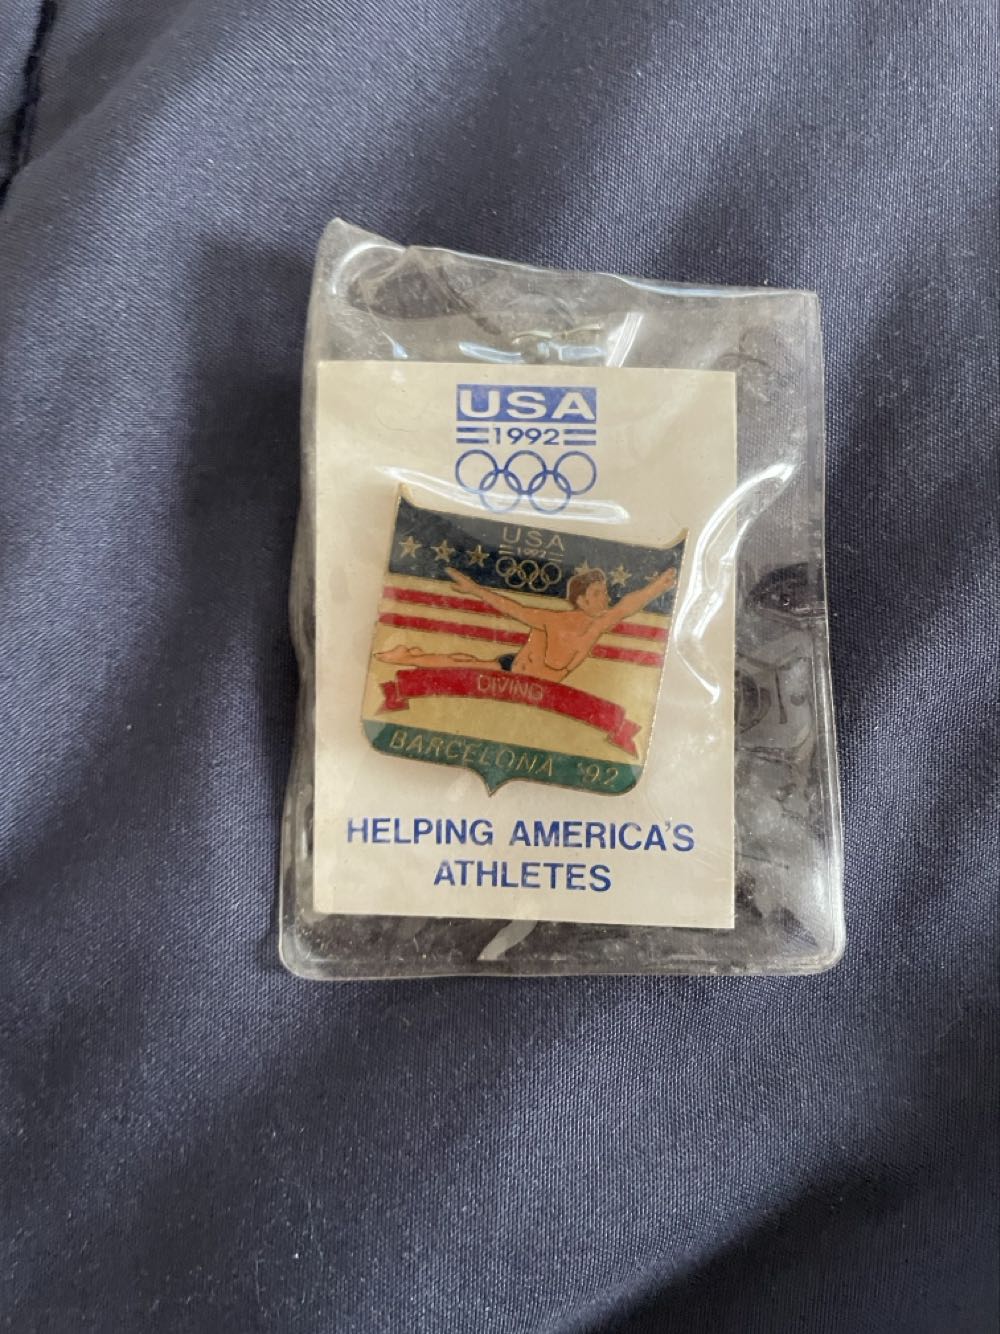 USA
1992
USA
1992
DIVING
BARCELONA '92
HELPING AMERICA'S
ATHLETES